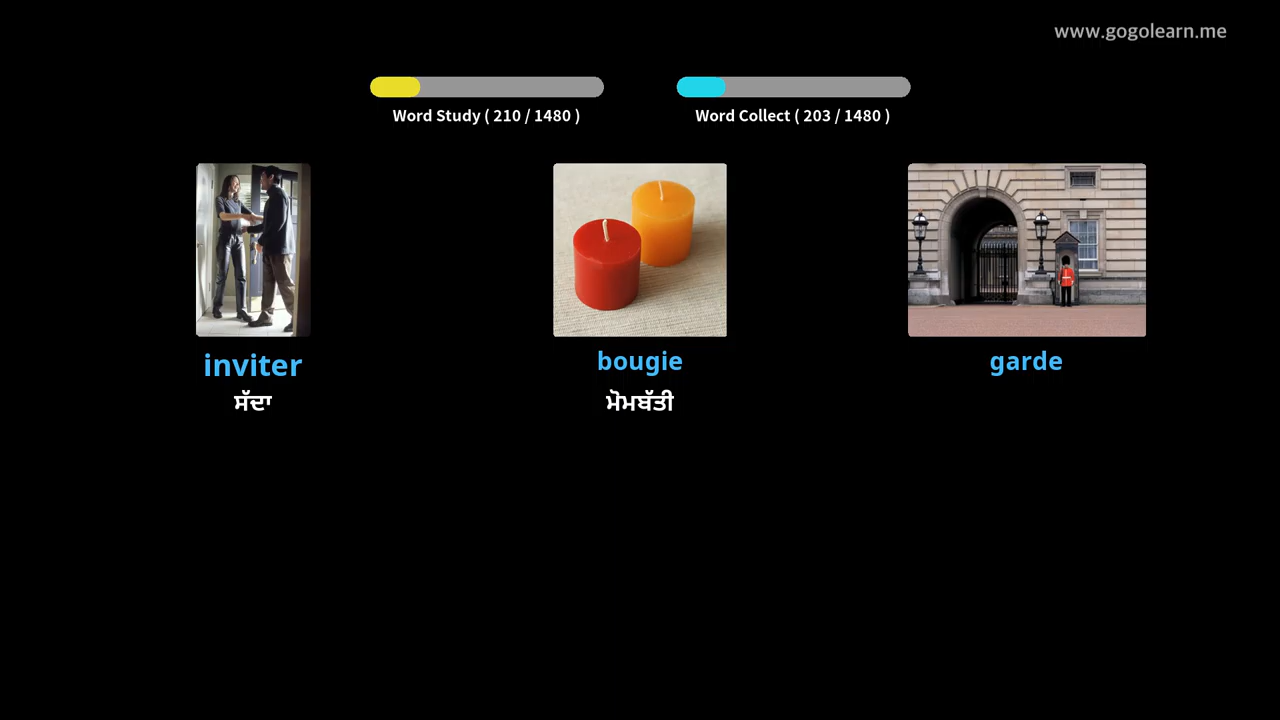 www.gogolearn.me
Word Study ( 210 / 1480 )
Word Collect ( 203 / 1480 )
inviter
bougie
garde
ਸੱਦਾ
ਮੋਮਬੱਤੀ